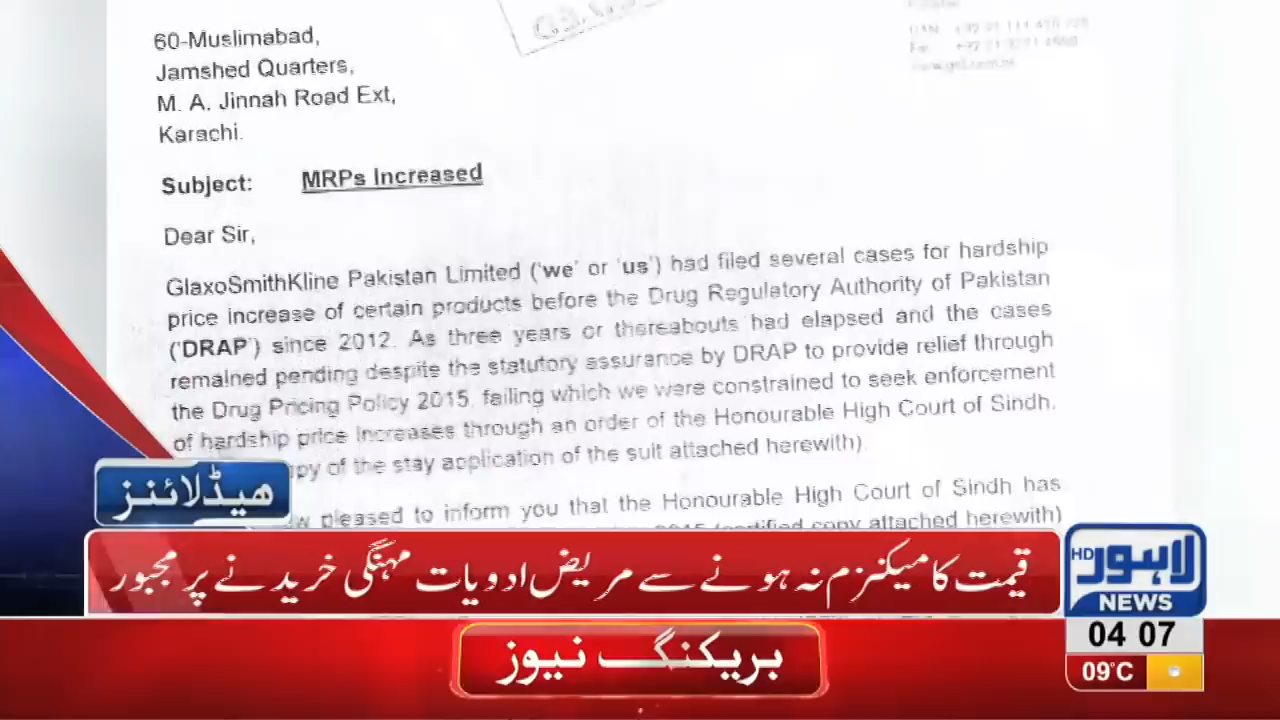 60-Muslimabad,
Jamshed Quarters,
M. A. Jinnah Road Ext,
Karachi.
Subject: MRPs Increased
Dear Sir,
GlaxoSmithKline Pakistan Limited ('we' or 'us') had filed several cases for hardship
price increase of certain products before the Drug Regulatory Authority of Pakistan
('DRAP') since 2012. As three years or thereabouts had elapsed and the cases
remained pending despite the statutory assurance by DRAP to provide relief through
the Drug Pricing Policy 2015, failing which we were constrained to seek enforcement
of hardship price increases through an order of the Honourable High Court of Sindh.
of the stay application of the suit attached herewith).
pleased to inform you that the Honourable High Court of Sindh has
2015 (certified copy attached herewith)
ہیڈلائنز
قیمت کا میکنزم نہ ہونے سے مریض ادویات مہنگی خریدنے پر مجبور
بریکنگ نیوز
لاہور HD
NEWS
04 07
09°C